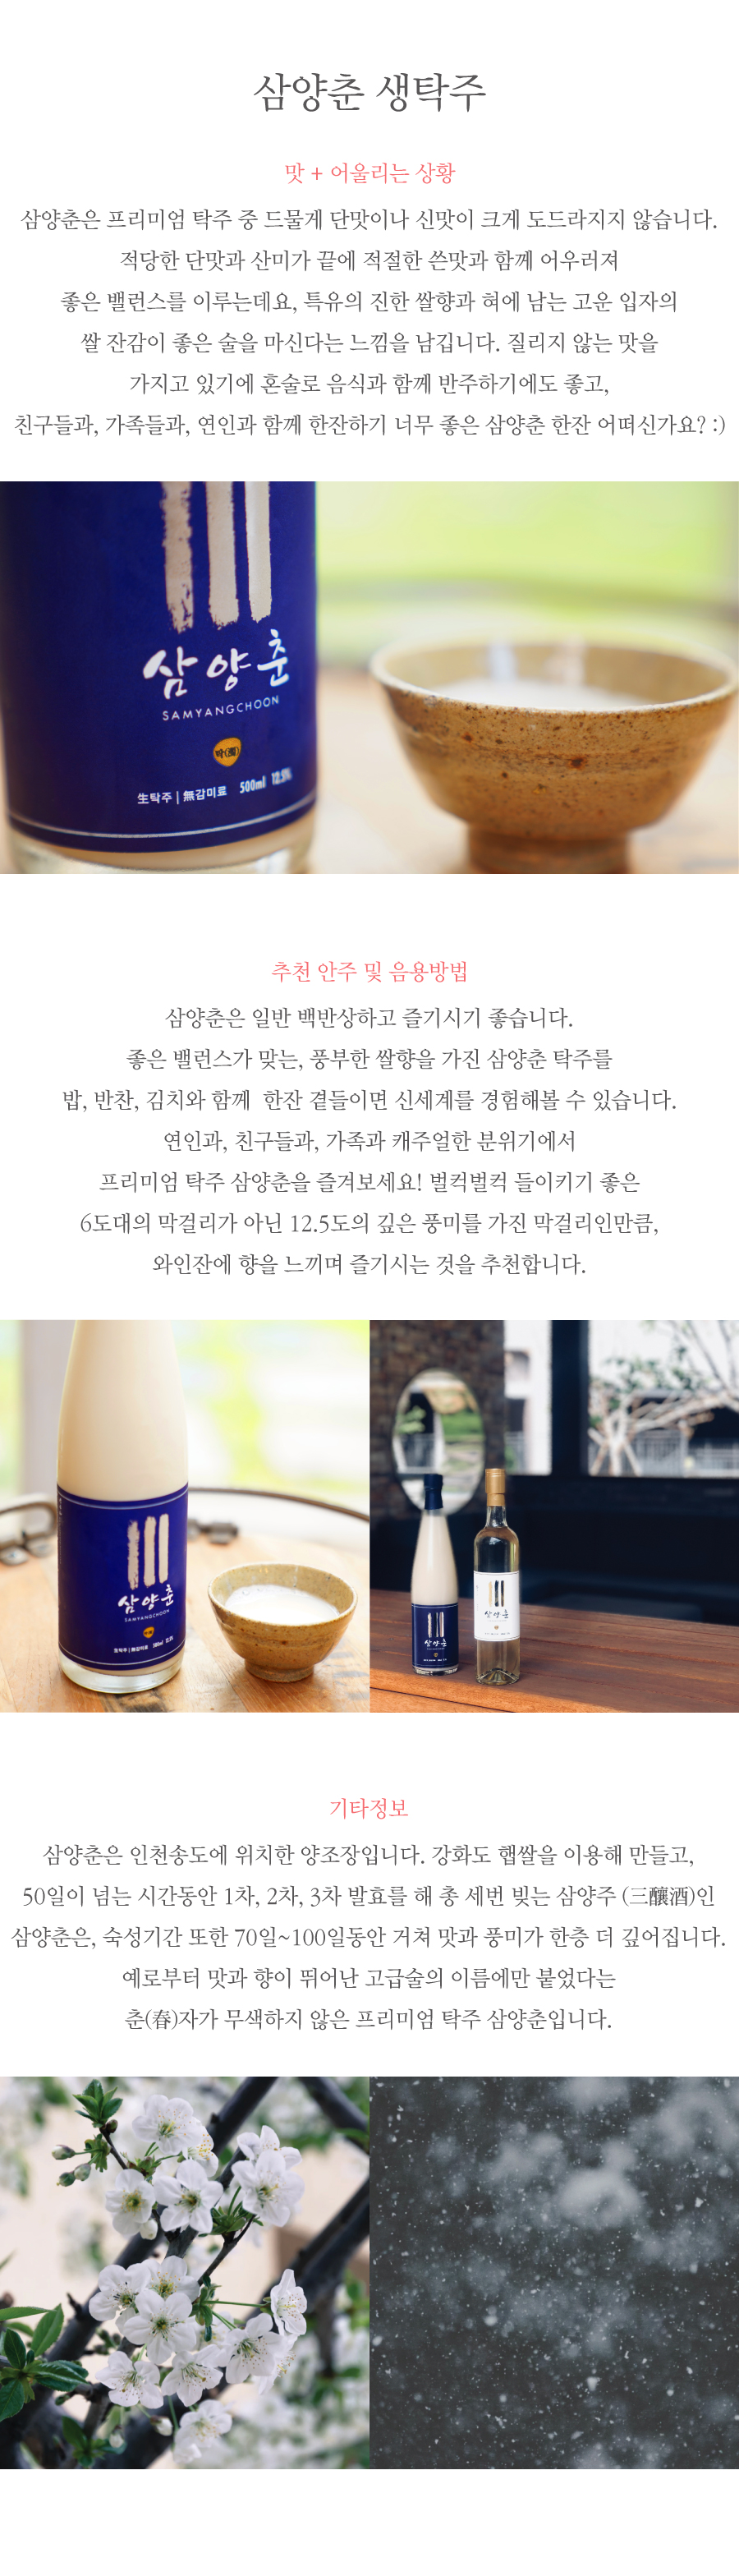 삼양춘 생탁주
맛 + 어울리는 상황
삼양춘은 프리미엄 탁주 중 드물게 단맛이나 신맛이 크게 도드라지지 않습니다.
적당한 단맛과 산미가 끝에 적절한 쓴맛과 함께 어우러져
좋은 밸런스를 이루는데요, 특유의 진한 쌀향과 혀에 남는 고운 입자의
쌀 잔감이 좋은 술을 마신다는 느낌을 남깁니다. 질리지 않는 맛을
가지고 있기에 혼술로 음식과 함께 반주하기에도 좋고,
친구들과, 가족들과, 연인과 함께 한잔하기 너무 좋은 삼양춘 한잔 어떠신가요? :)
삼양춘
SAMYANGCHOON
탁(濁)
生탁주 | 無감미료 500ml 12.5%
추천 안주 및 음용방법
삼양춘은 일반 백반상하고 즐기시기 좋습니다.
좋은 밸런스가 맞는, 풍부한 쌀향을 가진 삼양춘 탁주를
밥, 반찬, 김치와 함께  한잔 곁들이면 신세계를 경험해볼 수 있습니다.
연인과, 친구들과, 가족과 캐주얼한 분위기에서
프리미엄 탁주 삼양춘을 즐겨보세요! 벌컥벌컥 들이키기 좋은
6도대의 막걸리가 아닌 12.5도의 깊은 풍미를 가진 막걸리인만큼,
와인잔에 향을 느끼며 즐기시는 것을 추천합니다.
삼양춘
SAMYANGCHOON
生탁주 | 無감미료 500ml 12.5%
삼양춘
삼양춘
기타정보
삼양춘은 인천송도에 위치한 양조장입니다. 강화도 햅쌀을 이용해 만들고,
50일이 넘는 시간동안 1차, 2차, 3차 발효를 해 총 세번 빚는 삼양주 (三釀酒)인
삼양춘은, 숙성기간 또한 70일~100일동안 거쳐 맛과 풍미가 한층 더 깊어집니다.
예로부터 맛과 향이 뛰어난 고급술의 이름에만 붙었다는
춘(春)자가 무색하지 않은 프리미엄 탁주 삼양춘입니다.